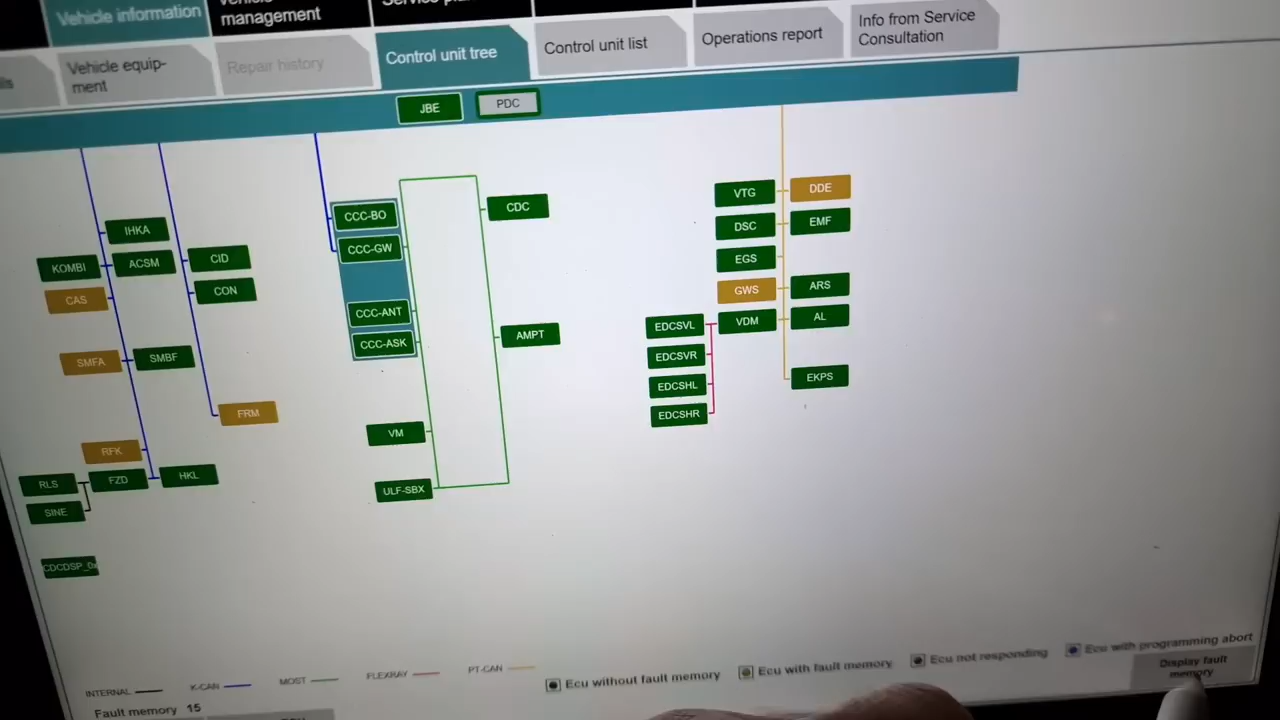 Vehicle information
management
Vehicle equip-
ment
Repair history
Control unit tree
Control unit list
Operations report
Info from Service
Consultation
JBE
PDC
IHKA
KOMBI
ACSM
CID
CAS
CON
SMFA
SMBF
FRM
RFK
RLS
FZD
HKL
SINE
CCC-BO
CCC-GW
CCC-ANT
CCC-ASK
CDC
AMPT
VM
ULF-SBX
VTG
DDE
DSC
EMF
EGS
GWS
ARS
EDCSVL
VDM
AL
EDCSVR
EDCSHL
EKPS
EDCSHR
INTERNAL
K-CAN
MOST
FLEXRAY
PT-CAN
Ecu without fault memory
Ecu with fault memory
Ecu not responding
Ecu with programming abort
Fault memory 15
Display fault
memory